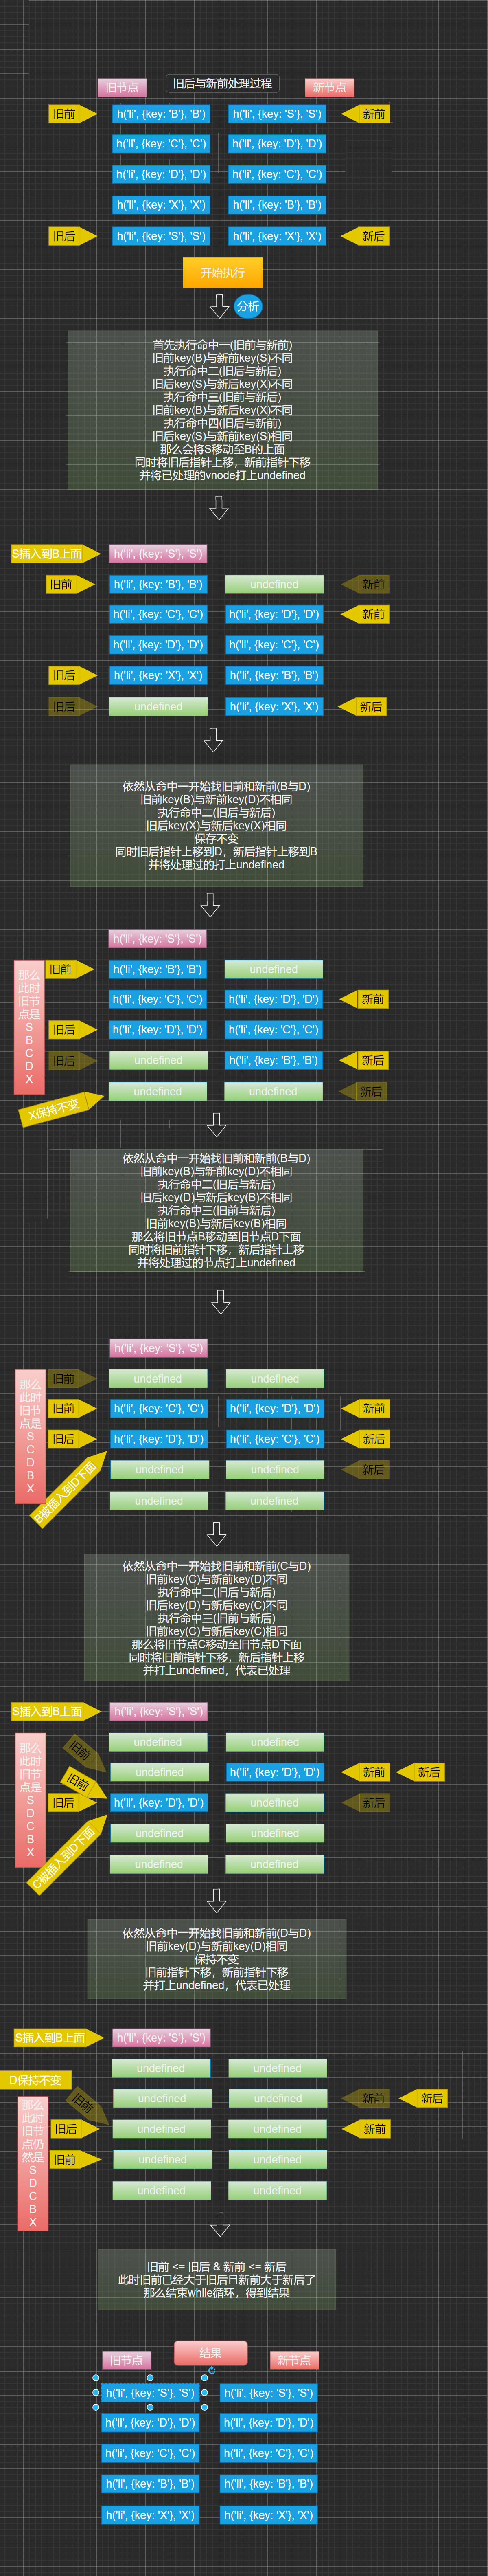 旧后与新前处理过程
旧节点
新节点
旧前
h('li', {key: 'B'}, 'B')
h('li', {key: 'S'}, 'S')
新前
h('li', {key: 'C'}, 'C')
h('li', {key: 'D'}, 'D')
h('li', {key: 'D'}, 'D')
h('li', {key: 'C'}, 'C')
h('li', {key: 'X'}, 'X')
h('li', {key: 'B'}, 'B')
旧后
h('li', {key: 'S'}, 'S')
h('li', {key: 'X'}, 'X')
新后
开始执行
分析
首先执行命中一(旧前与新前)
旧前key(B)与新前key(S)不同
执行命中二(旧后与新后)
旧后key(S)与新后key(X)不同
执行命中三(旧前与新后)
旧前key(B)与新后key(X)不同
执行命中四(旧后与新前)
旧后key(S)与新前key(S)相同
那么会将S移动至B的上面
同时将旧后指针上移，新前指针下移
并将已处理的vnode打上undefined
S插入到B上面
h('li', {key: 'S'}, 'S')
旧前
h('li', {key: 'B'}, 'B')
undefined
新前
h('li', {key: 'C'}, 'C')
h('li', {key: 'D'}, 'D')
新前
h('li', {key: 'D'}, 'D')
h('li', {key: 'C'}, 'C')
旧后
h('li', {key: 'X'}, 'X')
h('li', {key: 'B'}, 'B')
旧后
undefined
h('li', {key: 'X'}, 'X')
新后
依然从命中一开始找旧前和新前(B与D)
旧前key(B)与新前key(D)不相同
执行命中二(旧后与新后)
旧后key(X)与新后key(X)相同
保存不变
同时旧后指针上移到D，新后指针上移到B
并将处理过的打上undefined
h('li', {key: 'S'}, 'S')
那么
此时
旧节
点是
S
B
C
D
X
旧前
h('li', {key: 'B'}, 'B')
undefined
h('li', {key: 'C'}, 'C')
h('li', {key: 'D'}, 'D')
新前
旧后
h('li', {key: 'D'}, 'D')
h('li', {key: 'C'}, 'C')
旧后
undefined
h('li', {key: 'B'}, 'B')
新后
X保持不变
undefined
undefined
新后
依然从命中一开始找旧前和新前(B与D)
旧前key(B)与新前key(D)不相同
执行命中二(旧后与新后)
旧后key(D)与新后key(B)不相同
执行命中三(旧前与新后)
旧前key(B)与新后key(B)相同
那么将旧节点B移动至旧节点D下面
同时将旧前指针下移，新后指针上移
并将处理过的节点打上undefined
h('li', {key: 'S'}, 'S')
那么
此时
旧节
点是
S
C
D
B
X
旧前
undefined
undefined
旧前
h('li', {key: 'C'}, 'C')
h('li', {key: 'D'}, 'D')
新前
旧后
h('li', {key: 'D'}, 'D')
h('li', {key: 'C'}, 'C')
新后
B被插入到D下面
undefined
undefined
新后
undefined
undefined
依然从命中一开始找旧前和新前(C与D)
旧前key(C)与新前key(D)不同
执行命中二(旧后与新后)
旧后key(D)与新后key(C)不同
执行命中三(旧前与新后)
旧前key(C)与新后key(C)相同
那么将旧节点C移动至旧节点D下面
同时将旧前指针下移，新后指针上移
并打上undefined，代表已处理
S插入到B上面
h('li', {key: 'S'}, 'S')
那么
此时
旧节
点是
S
D
C
B
X
旧前
undefined
undefined
旧前
undefined
h('li', {key: 'D'}, 'D')
新前
新后
旧后
h('li', {key: 'D'}, 'D')
undefined
新后
C被插入到D下面
undefined
undefined
undefined
undefined
依然从命中一开始找旧前和新前(D与D)
旧前key(D)与新前key(D)相同
保持不变
旧前指针下移，新前指针下移
并打上undefined，代表已处理
S插入到B上面
h('li', {key: 'S'}, 'S')
undefined
undefined
D保持不变
那么
此时
旧节
点仍
然是
S
D
C
B
X
旧前
undefined
undefined
新前
新后
旧后
undefined
undefined
新前
旧前
undefined
undefined
undefined
undefined
旧前 <= 旧后 & 新前 <= 新后
此时旧前已经大于旧后且新前大于新后了
那么结束while循环，得到结果
结果
旧节点
新节点
h('li', {key: 'S'}, 'S')
h('li', {key: 'S'}, 'S')
h('li', {key: 'D'}, 'D')
h('li', {key: 'D'}, 'D')
h('li', {key: 'C'}, 'C')
h('li', {key: 'C'}, 'C')
h('li', {key: 'B'}, 'B')
h('li', {key: 'B'}, 'B')
h('li', {key: 'X'}, 'X')
h('li', {key: 'X'}, 'X')